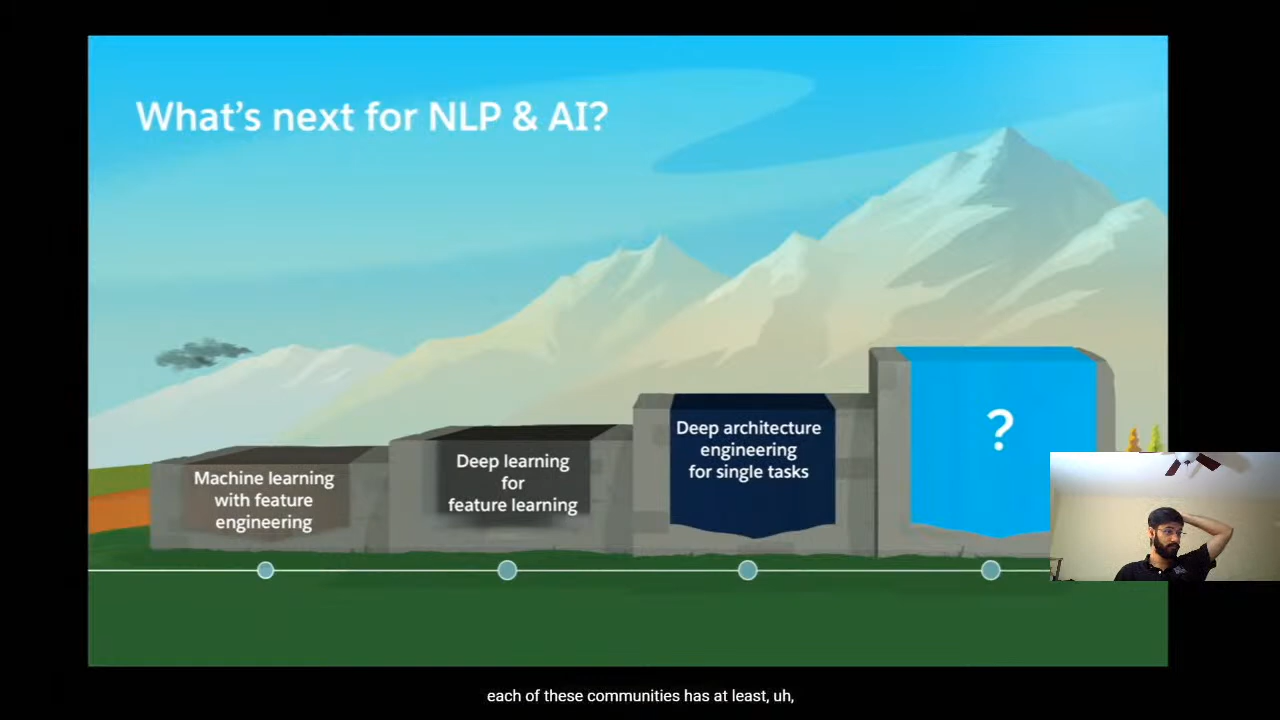 What's next for NLP & AI?
Machine learning
with feature
engineering
Deep learning
for
feature learning
Deep architecture
engineering
for single tasks
?
each of these communities has at least, uh,